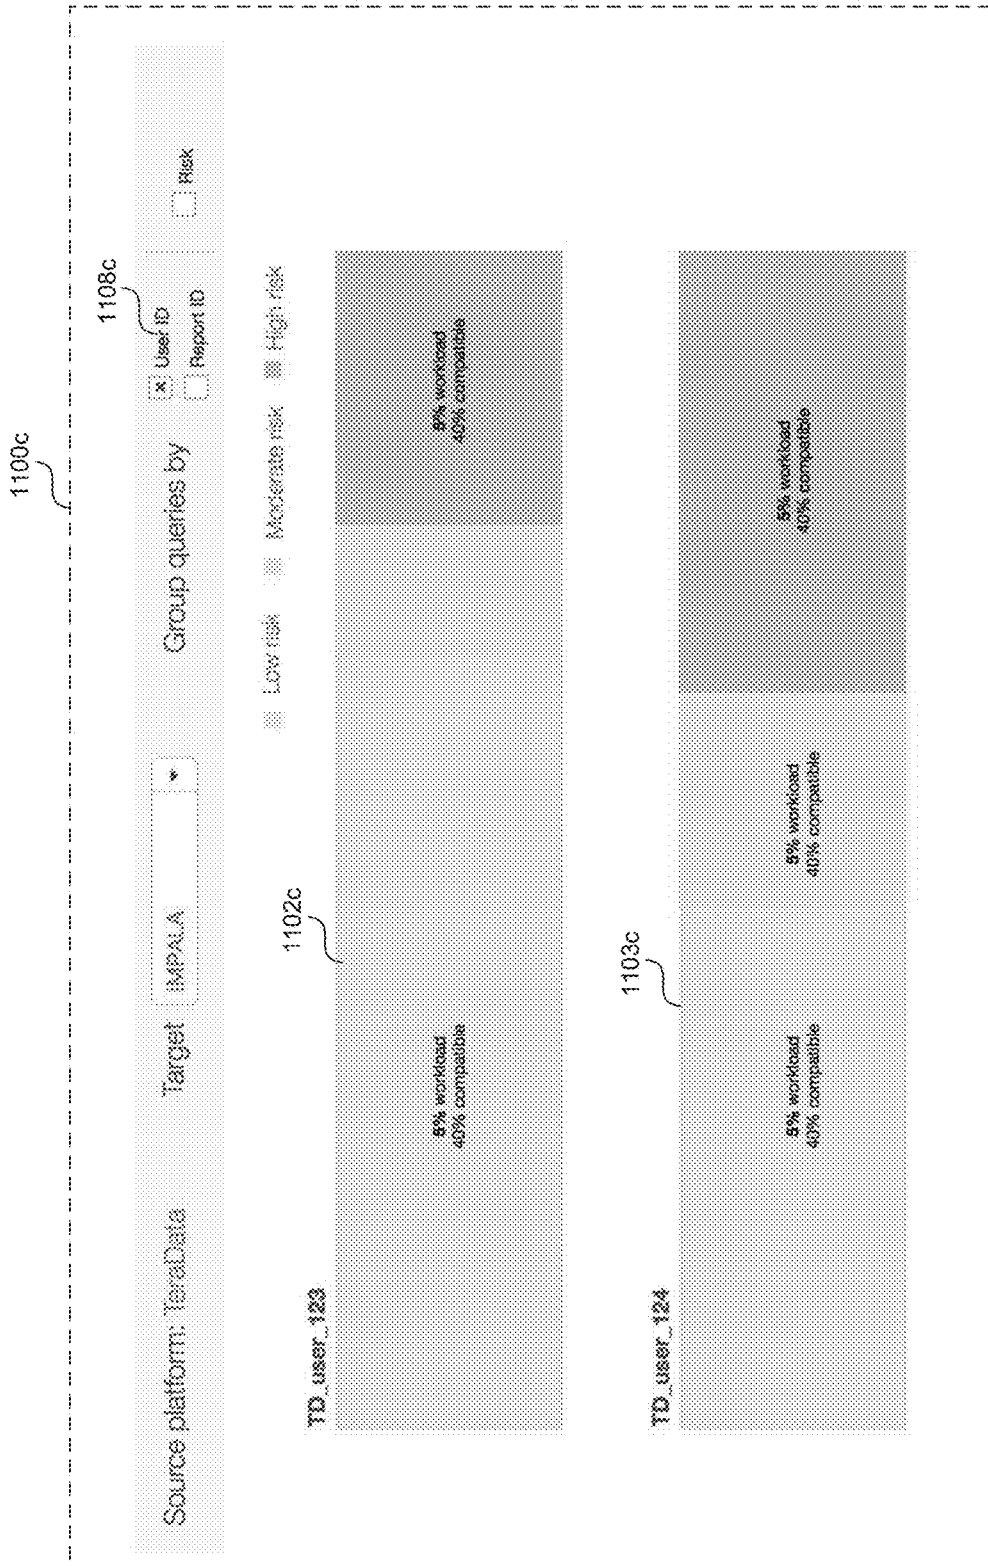 1100c
1108c
Source platform: TeraData
Target
IMPALA
Group queries by
x User ID
Report ID
Risk
Low risk
Moderate risk
High risk
1102c
TD_user_123
5% workload
40% compatible
5% workload
40% compatible
1103c
TD_user_124
5% workload
40% compatible
5% workload
40% compatible
5% workload
40% compatible